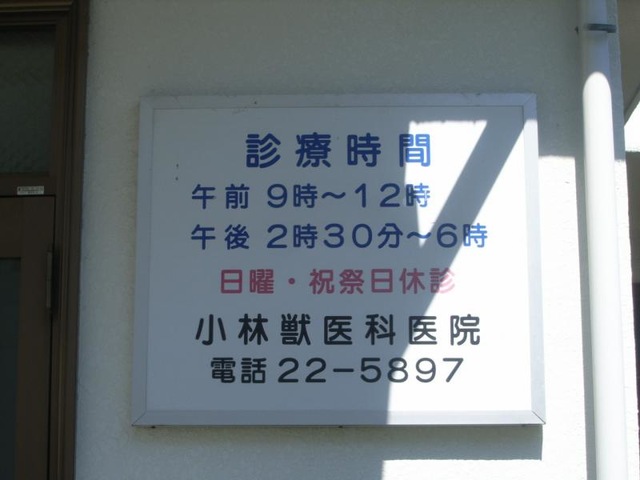 診療時間
午前 9時～12時
午後 2時30分～6時
日曜・祝祭日休診
小林獣医科医院
電話 22-5897